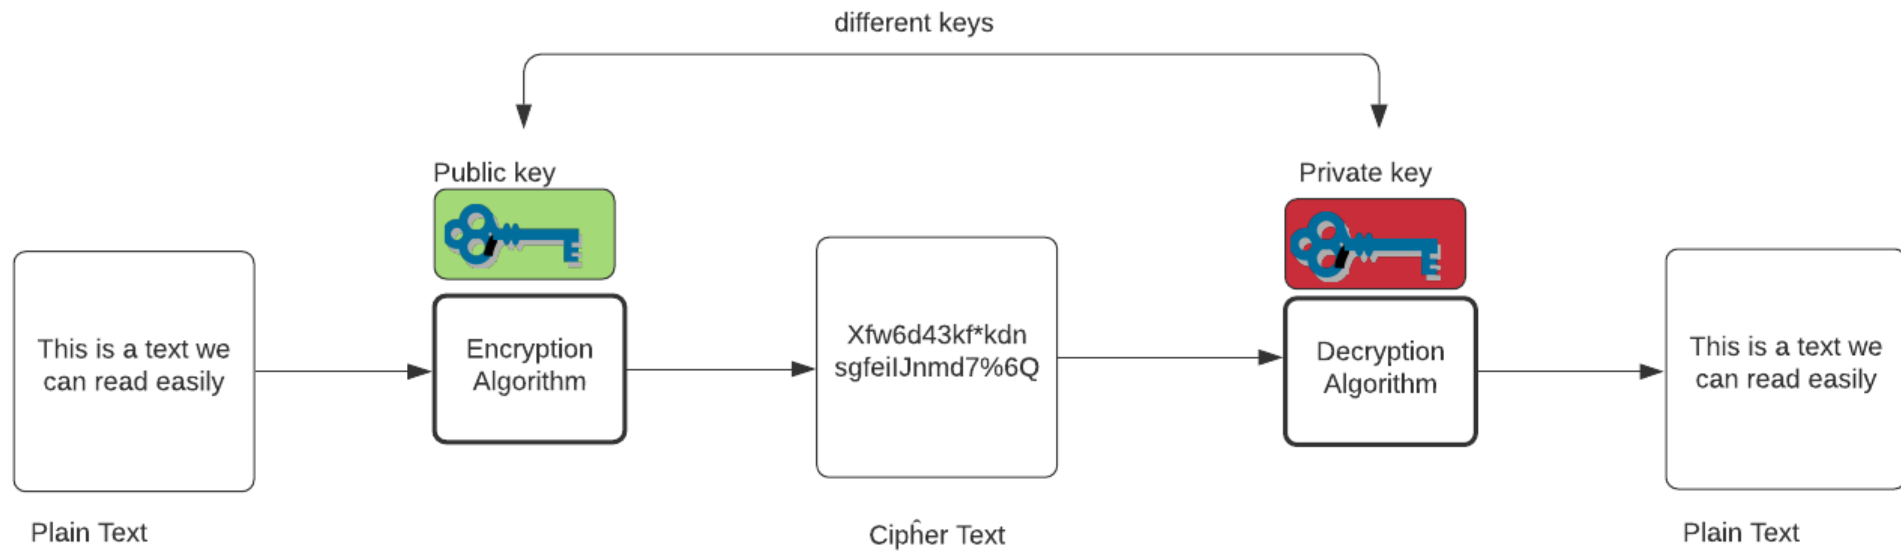 different keys
Public key
Private key
This is a text we
can read easily
Encryption
Algorithm
Xfw6d43kf*kdn
sgfeilJnmd7%6Q
Decryption
Algorithm
This is a text we
can read easily
Plain Text
Cipĥer Text
Plain Text